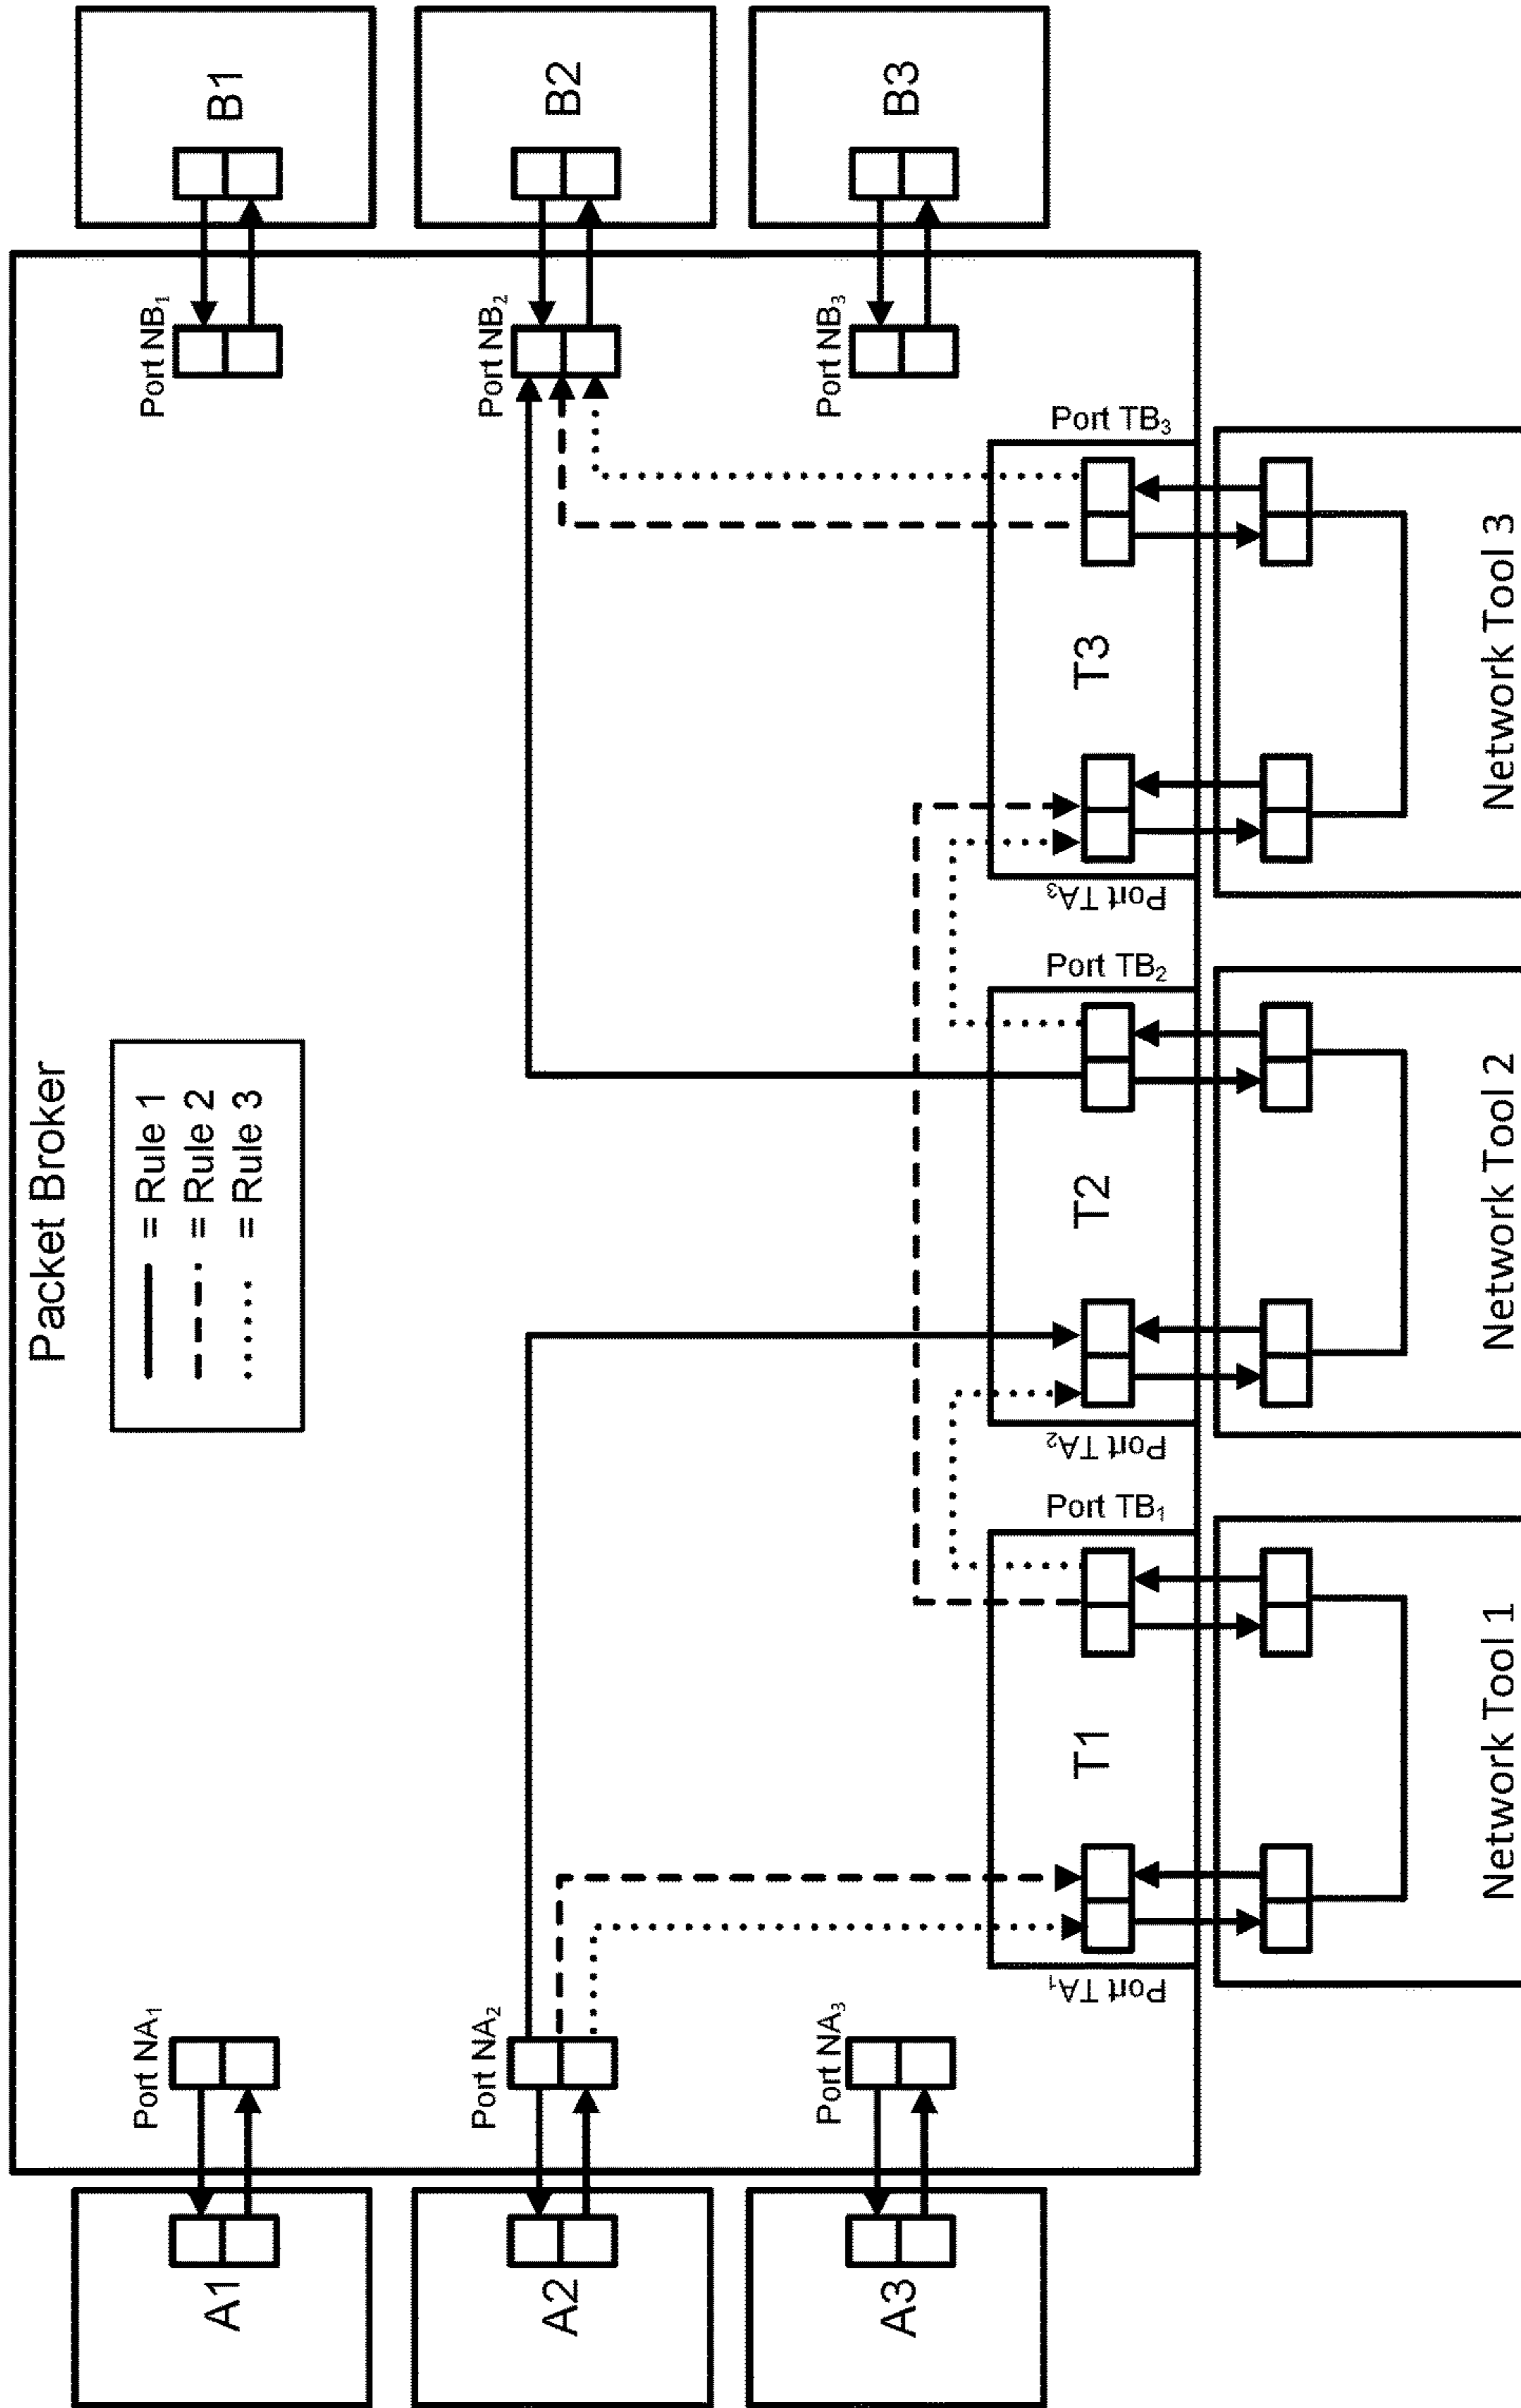 Packet Broker
= Rule 1
= Rule 2
= Rule 3
A1
Port NA₁
Port NB₁
B1
A2
Port NA₂
Port NB₂
B2
A3
Port NA₃
Port NB₃
B3
Port TA₁
T1
Port TB₁
Port TA₂
T2
Port TB₂
Port TA₃
T3
Port TB₃
Network Tool 1
Network Tool 2
Network Tool 3